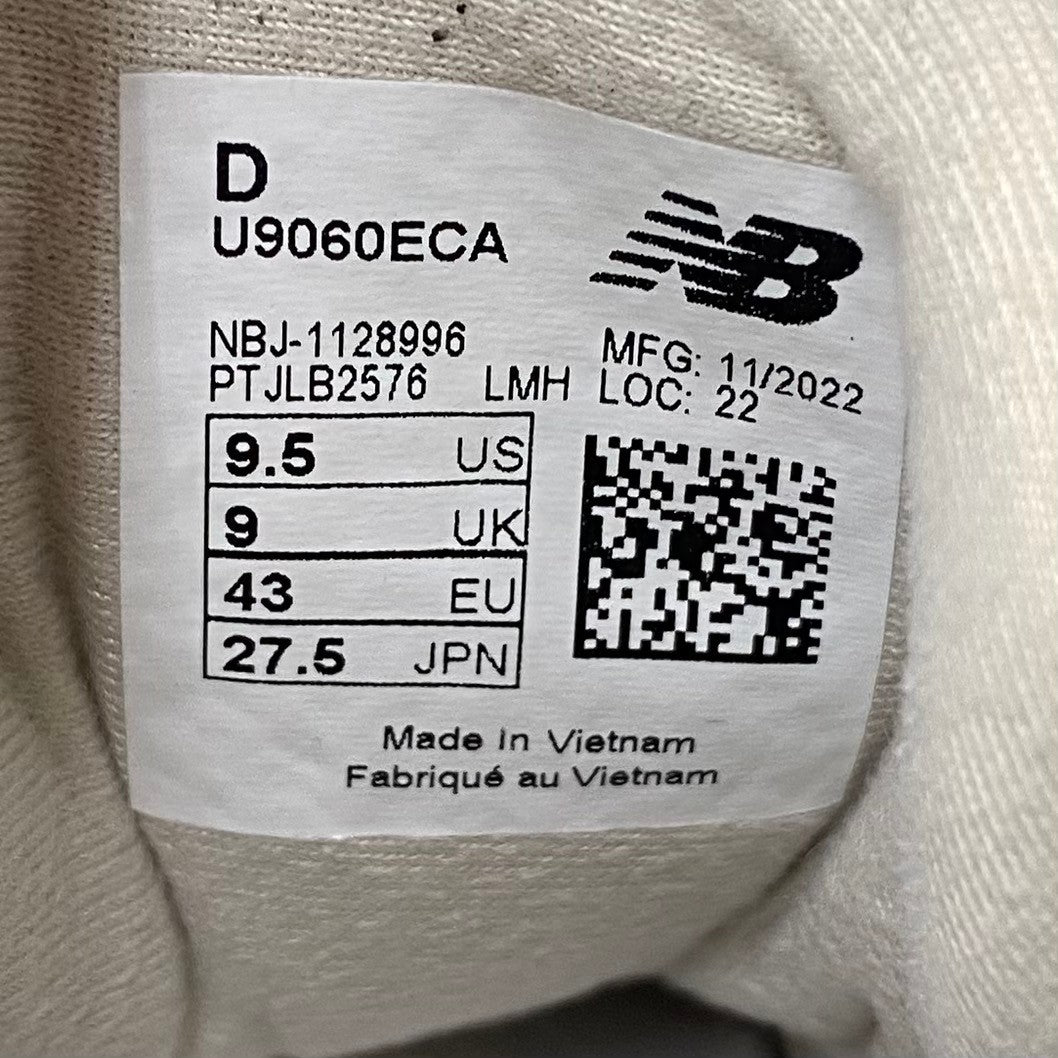 D
U9060ECA
NB
NBJ-1128996
PTJLB2576 LMH
MFG: 11/2022
LOC: 22
9.5 US
9 UK
43 EU
27.5 JPN
Made In Vietnam
Fabriqué au Vietnam